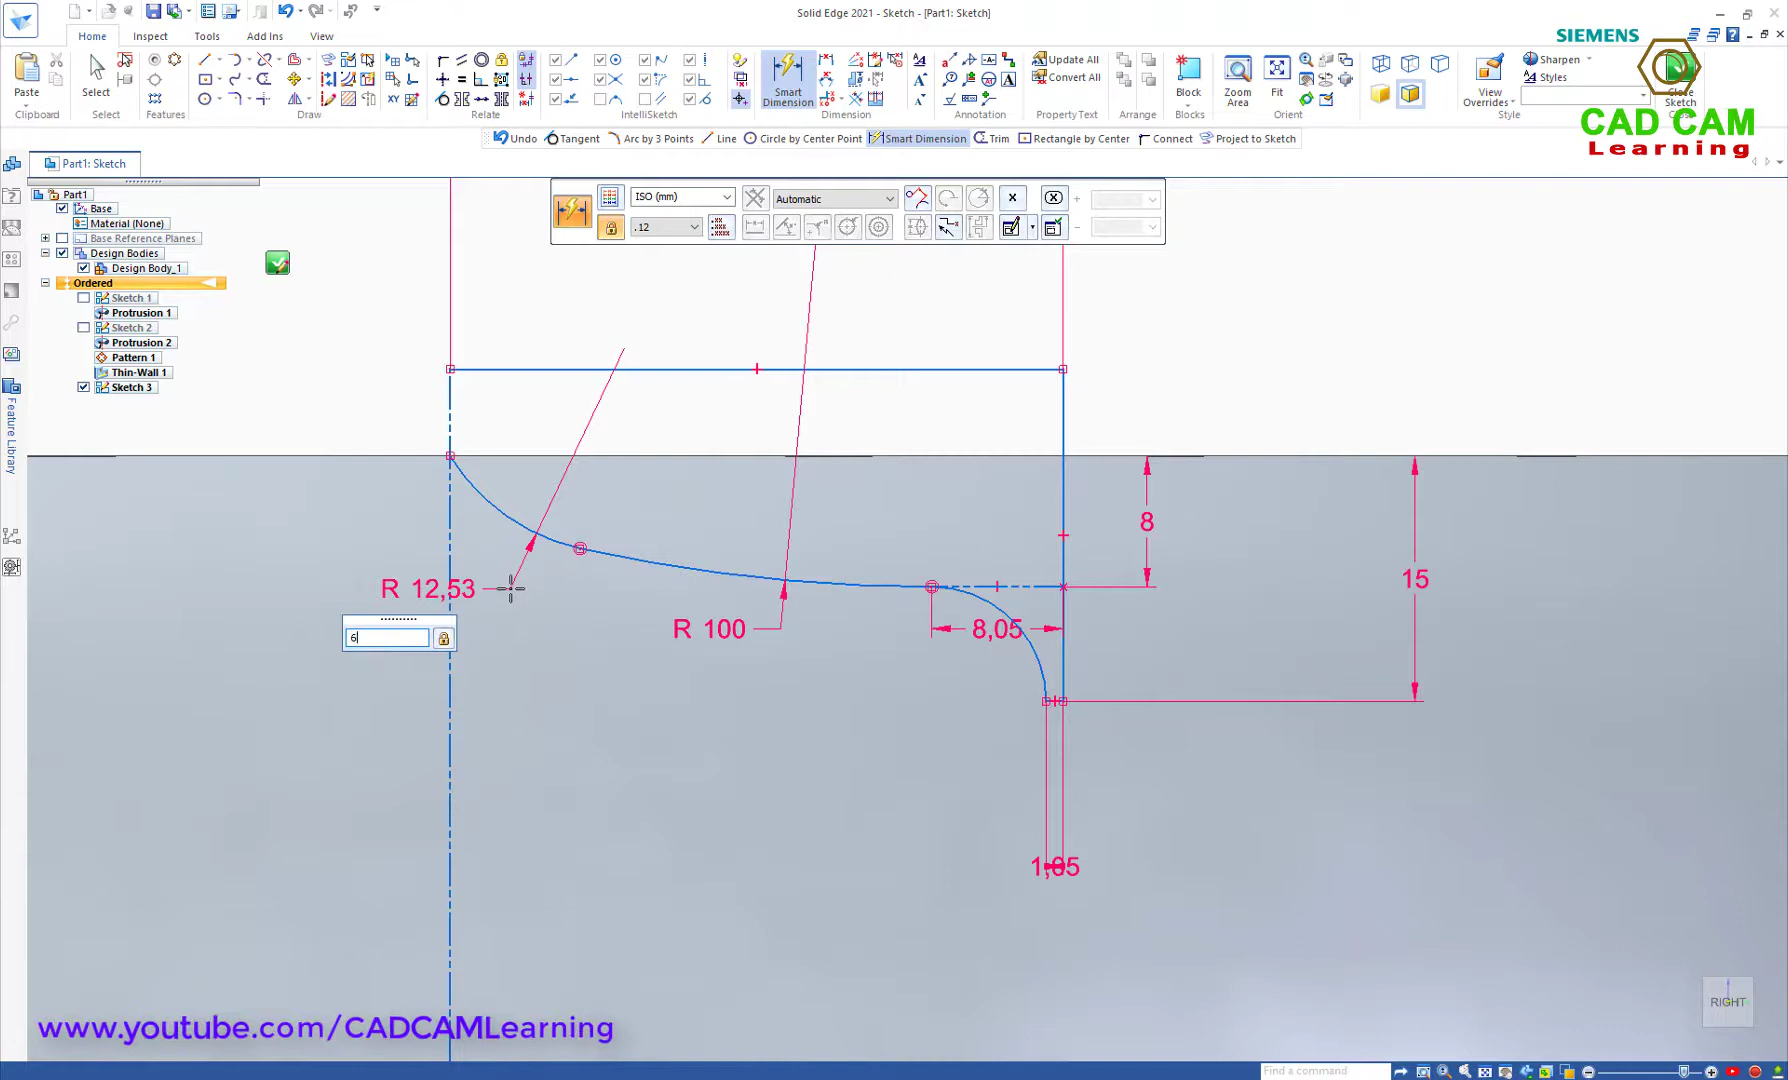 Solid Edge 2021 - Sketch - [Part1: Sketch]
Home Inspect Tools Add Ins View
SIEMENS
Paste
Clipboard
Select
Select
Features
Draw
Relate
IntelliSketch
Smart
Dimension
Dimension
Annotation
Update All
Convert All
Property Text
Arrange
Block
Blocks
Zoom
Area
Fit
Orient
View
Overrides
Sharpen
Styles
Style
Close
Sketch
CAD CAM
Learning
Undo Tangent Arc by 3 Points Line Circle by Center Point Smart Dimension Trim Rectangle by Center Connect Project to Sketch
Part1: Sketch
Part1
Base
Material (None)
Base Reference Planes
Design Bodies
Design Body_1
Ordered
Sketch 1
Protrusion 1
Sketch 2
Protrusion 2
Pattern 1
Thin-Wall 1
Sketch 3
Feature Library
ISO (mm)
Automatic
.12
8
15
R 12,53
6
R 100
8,05
1,05
RIGHT
www.youtube.com/CADCAMLearning
Find a command